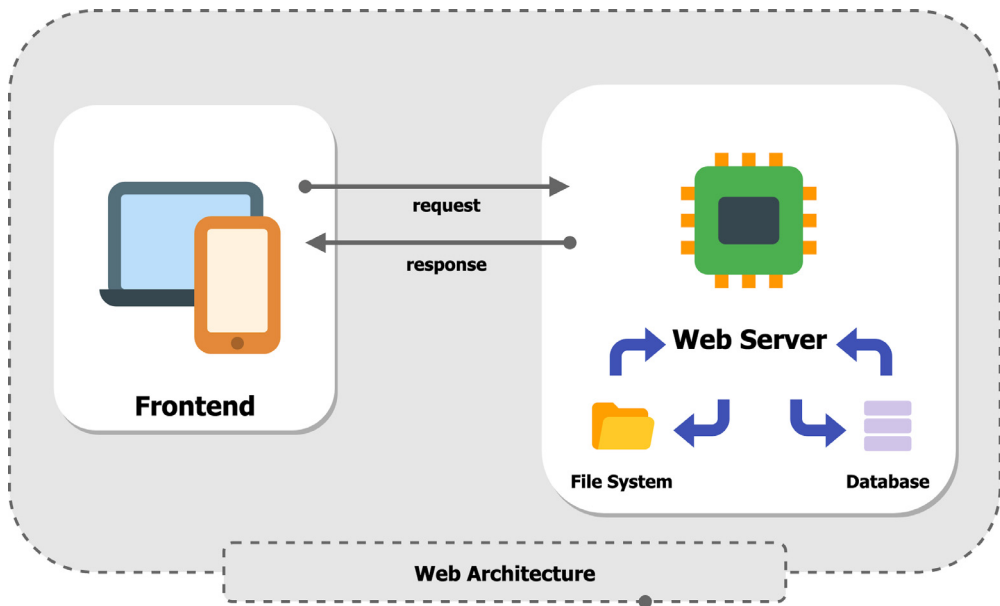 request
response
Web Server
Frontend
File System
Database
Web Architecture